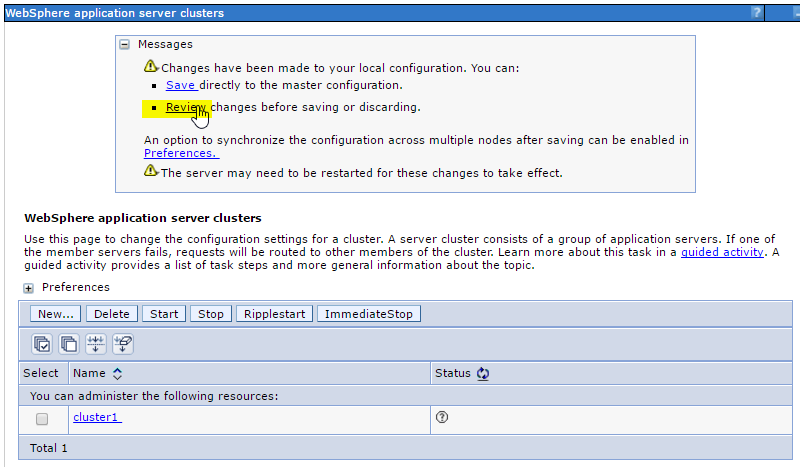 WebSphere application server clusters ? -
Messages
Changes have been made to your local configuration. You can:
Save directly to the master configuration.
Review changes before saving or discarding.
An option to synchronize the configuration across multiple nodes after saving can be enabled in
Preferences.
The server may need to be restarted for these changes to take effect.
WebSphere application server clusters
Use this page to change the configuration settings for a cluster. A server cluster consists of a group of application servers. If one of
the member servers fails, requests will be routed to other members of the cluster. Learn more about this task in a guided activity. A
guided activity provides a list of task steps and more general information about the topic.
Preferences
New... Delete Start Stop Ripplestart ImmediateStop
Select Name Status
You can administer the following resources:
cluster1 ?
Total 1